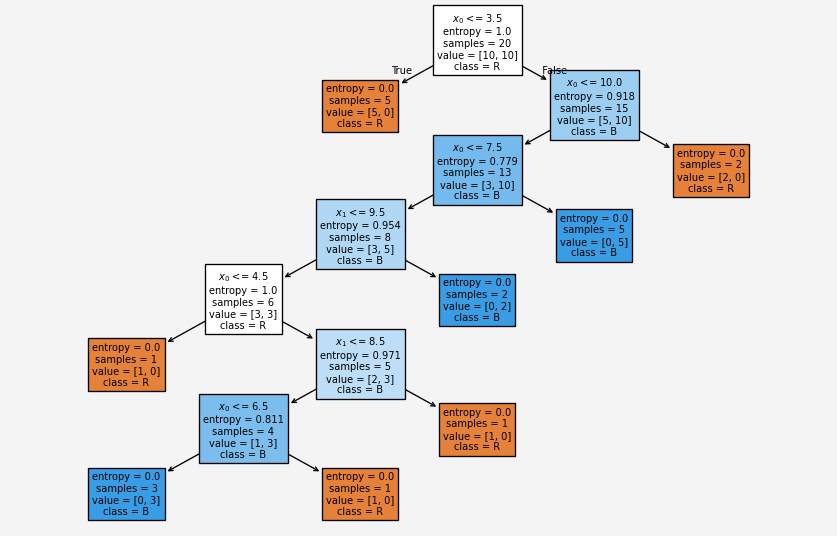 x₀ <= 3.5
entropy = 1.0
samples = 20
value = [10, 10]
class = R
True
False
entropy = 0.0
samples = 5
value = [5, 0]
class = R
x₀ <= 10.0
entropy = 0.918
samples = 15
value = [5, 10]
class = B
x₀ <= 7.5
entropy = 0.779
samples = 13
value = [3, 10]
class = B
entropy = 0.0
samples = 2
value = [2, 0]
class = R
x₁ <= 9.5
entropy = 0.954
samples = 8
value = [3, 5]
class = B
entropy = 0.0
samples = 5
value = [0, 5]
class = B
x₀ <= 4.5
entropy = 1.0
samples = 6
value = [3, 3]
class = R
entropy = 0.0
samples = 2
value = [0, 2]
class = B
entropy = 0.0
samples = 1
value = [1, 0]
class = R
x₁ <= 8.5
entropy = 0.971
samples = 5
value = [2, 3]
class = B
x₀ <= 6.5
entropy = 0.811
samples = 4
value = [1, 3]
class = B
entropy = 0.0
samples = 1
value = [1, 0]
class = R
entropy = 0.0
samples = 3
value = [0, 3]
class = B
entropy = 0.0
samples = 1
value = [1, 0]
class = R